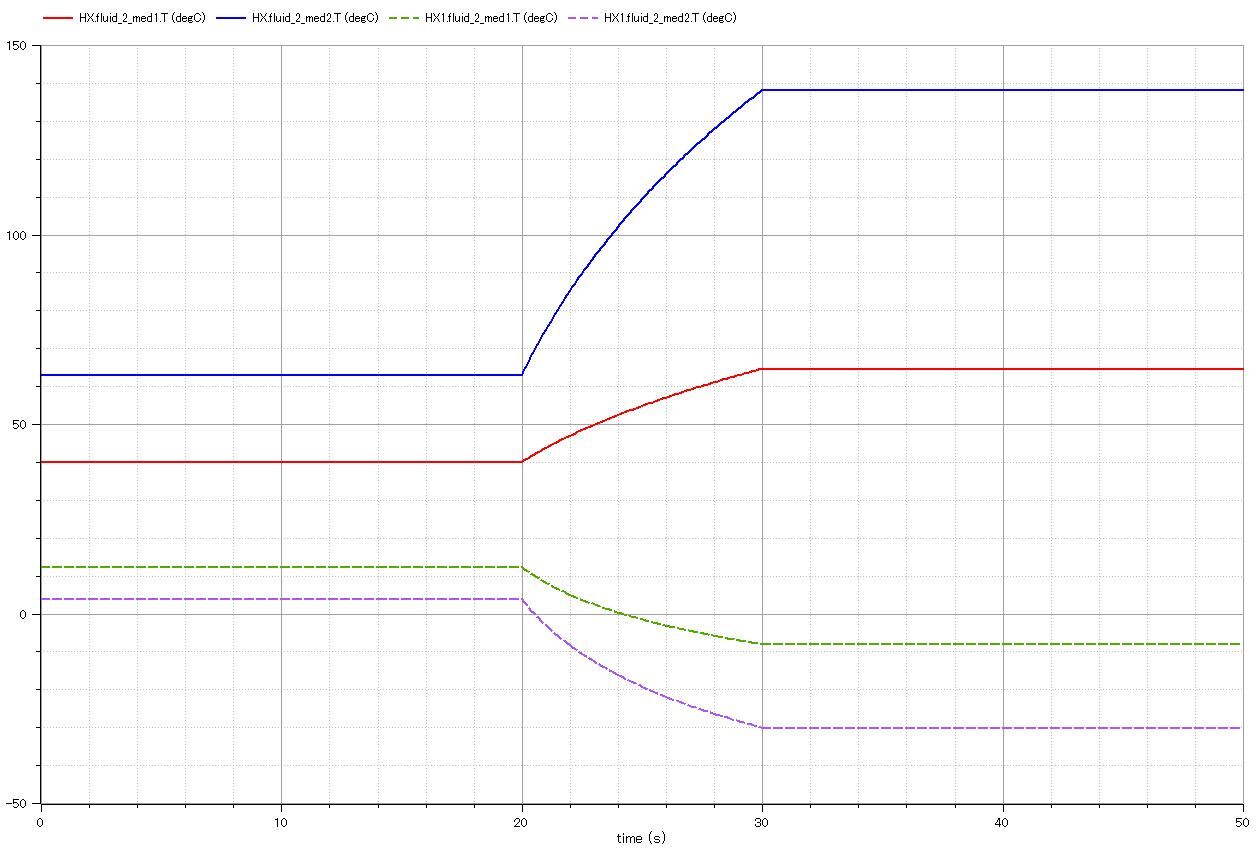 HX.fluid_2_med1.T (degC) HX.fluid_2_med2.T (degC) HX1.fluid_2_med1.T (degC) HX1.fluid_2_med2.T (degC)
150
100
50
0
-50
0 10 20 30 40 50
time (s)